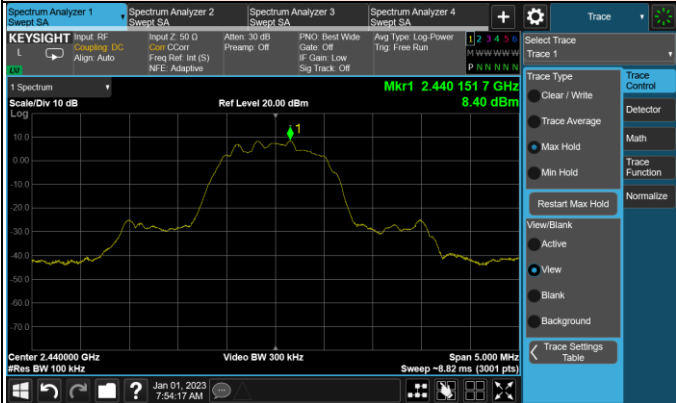 Spectrum Analyzer 1
Swept SA
Spectrum Analyzer 2
Swept SA
Spectrum Analyzer 3
Swept SA
Spectrum Analyzer 4
Swept SA
+
Trace
KEYSIGHT
L
LU
Input: RF
Coupling: DC
Align: Auto
Input Z: 50 Ω
Corr CCorr
Freq Ref: Int (S)
NFE: Adaptive
Atten: 30 dB
Preamp: Off
PNO: Best Wide
Gate: Off
IF Gain: Low
Sig Track: Off
Avg Type: Log-Power
Trig: Free Run
1 2 3 4 5 6
M W W W W W
P N N N N N
Select Trace
Trace 1
1 Spectrum
Mkr1 2.440 151 7 GHz
8.40 dBm
Scale/Div 10 dB
Ref Level 20.00 dBm
Log
1
10.0
0.00
-10.0
-20.0
-30.0
-40.0
-50.0
-60.0
-70.0
Center 2.440000 GHz
#Res BW 100 kHz
Video BW 300 kHz
Span 5.000 MHz
Sweep ~8.82 ms (3001 pts)
Trace Type
Clear / Write
Trace Average
Max Hold
Min Hold
Restart Max Hold
View/Blank
Active
View
Blank
Background
Trace Settings
Table
Trace
Control
Detector
Math
Trace
Function
Normalize
?
Jan 01, 2023
7:54:17 AM